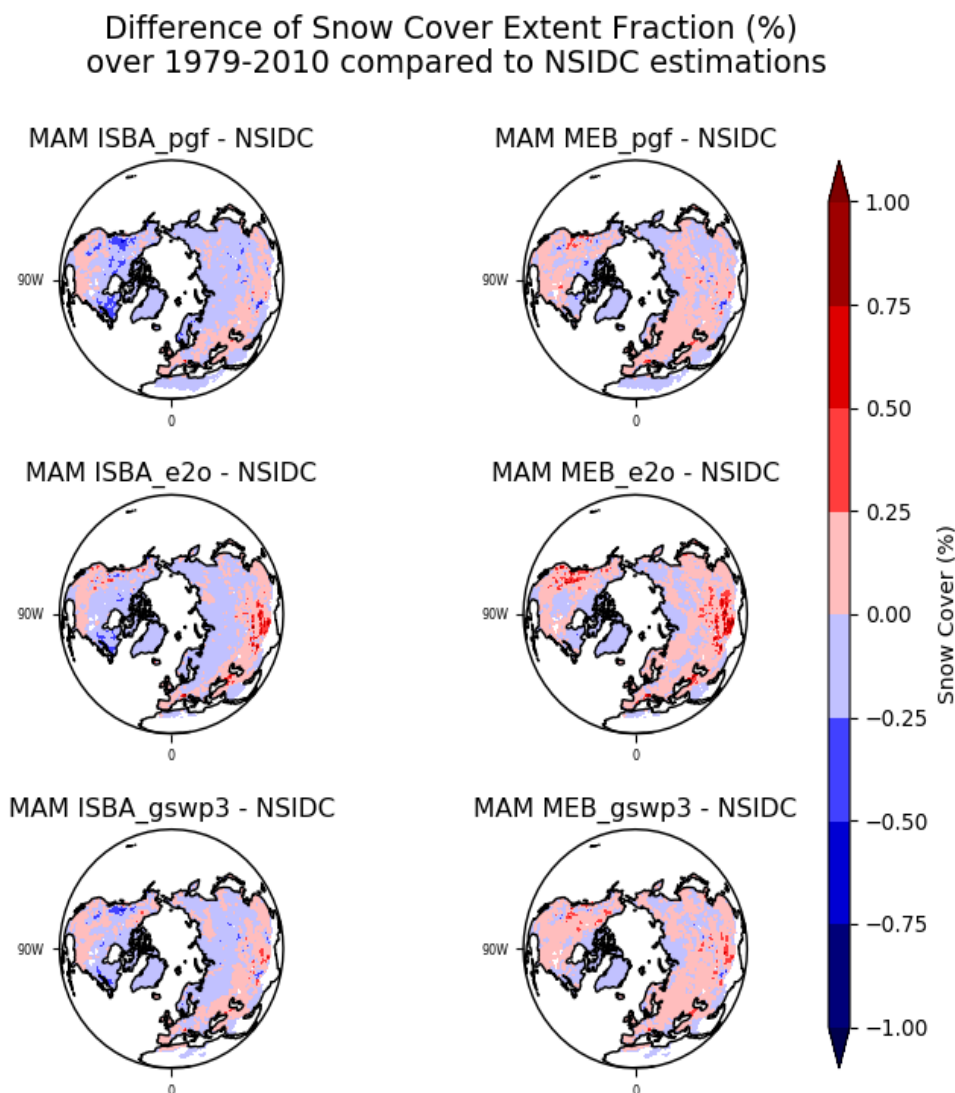 Difference of Snow Cover Extent Fraction (%)
over 1979-2010 compared to NSIDC estimations
MAM ISBA_pgf - NSIDC
90W
0
MAM MEB_pgf - NSIDC
90W
0
MAM ISBA_e2o - NSIDC
90W
0
MAM MEB_e2o - NSIDC
90W
0
MAM ISBA_gswp3 - NSIDC
90W
0
MAM MEB_gswp3 - NSIDC
90W
0
1.00
0.75
0.50
0.25
0.00
−0.25
−0.50
−0.75
−1.00
Snow Cover (%)